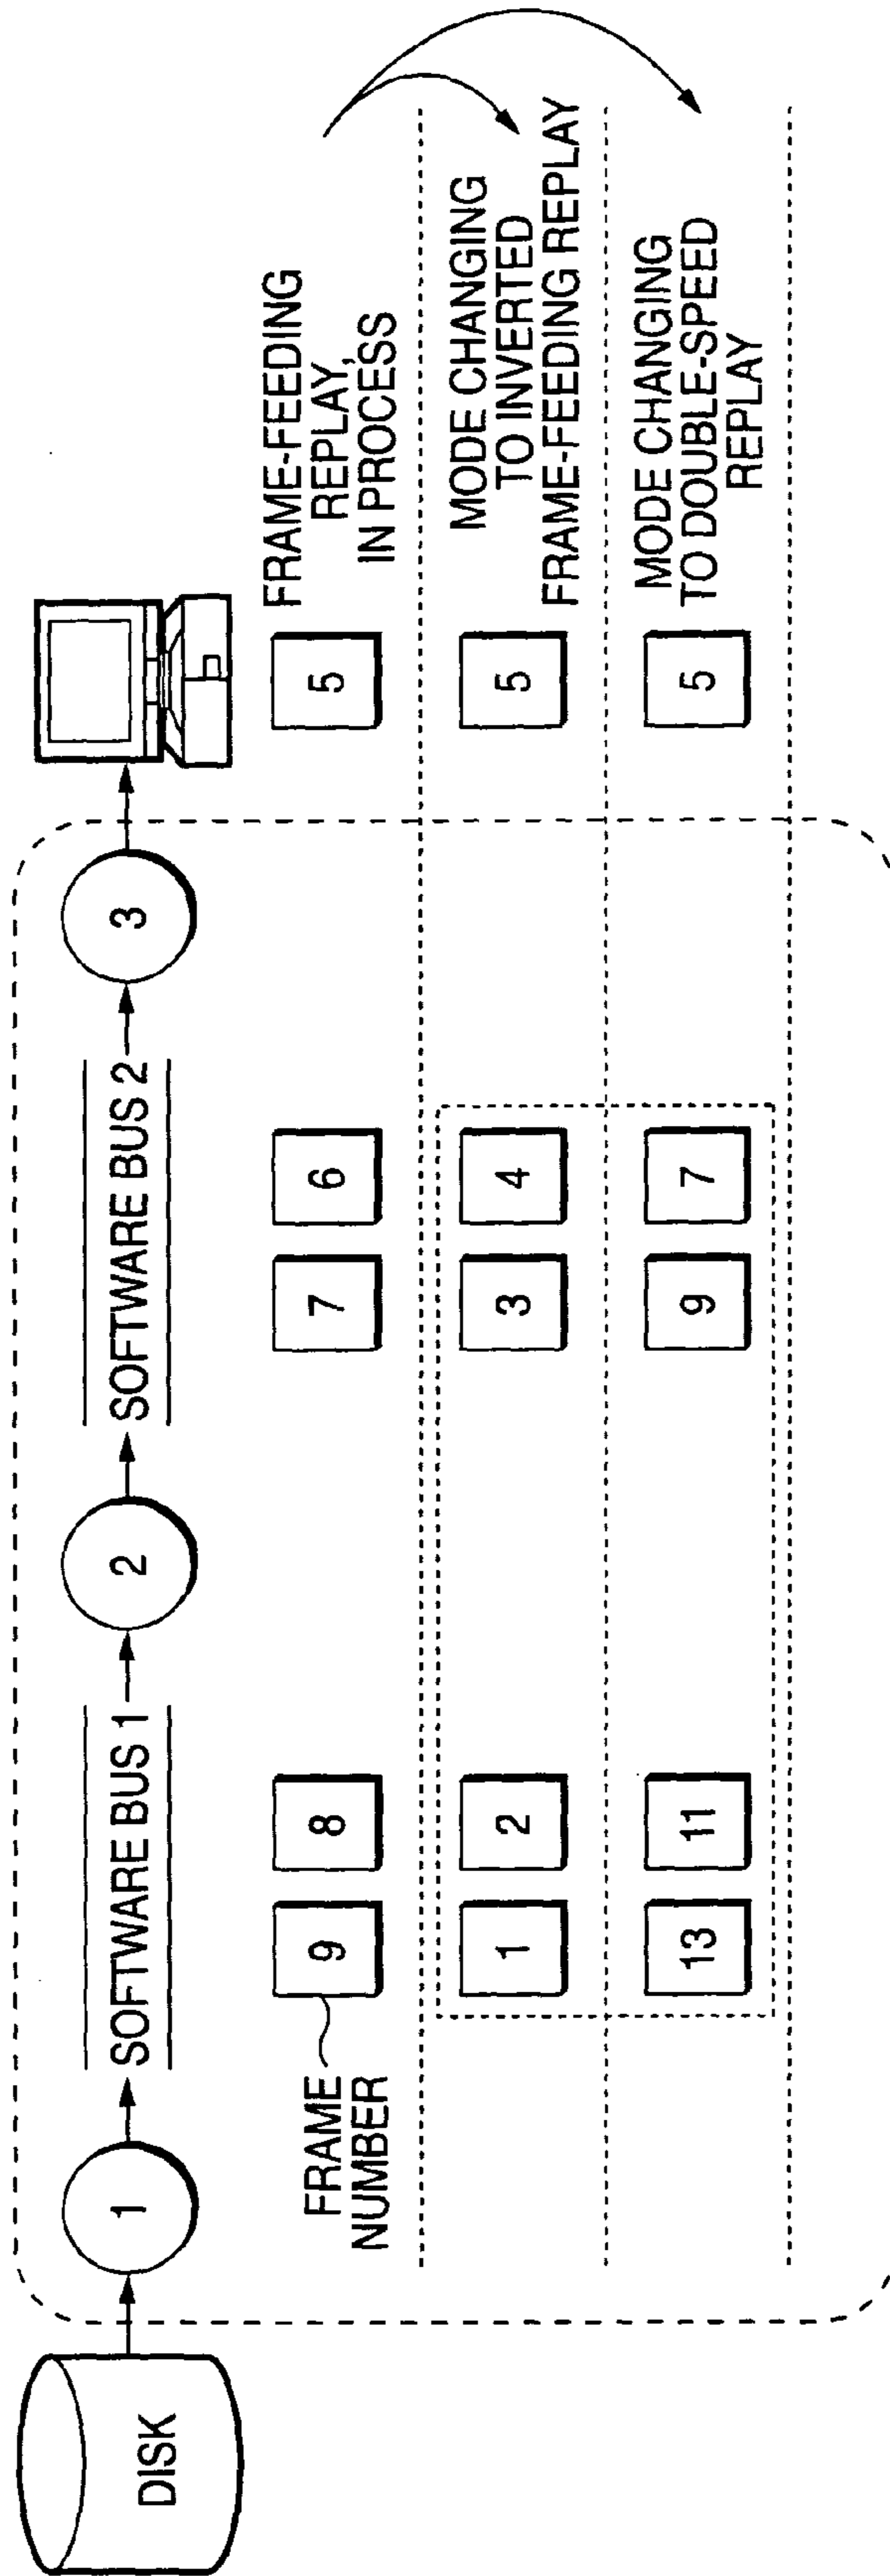 DISK
1
SOFTWARE BUS 1
2
SOFTWARE BUS 2
3
FRAME
NUMBER
9
8
7
6
5
FRAME-FEEDING
REPLAY,
IN PROCESS
1
2
3
4
5
MODE CHANGING
TO INVERTED
FRAME-FEEDING REPLAY
13
11
9
7
5
MODE CHANGING
TO DOUBLE-SPEED
REPLAY